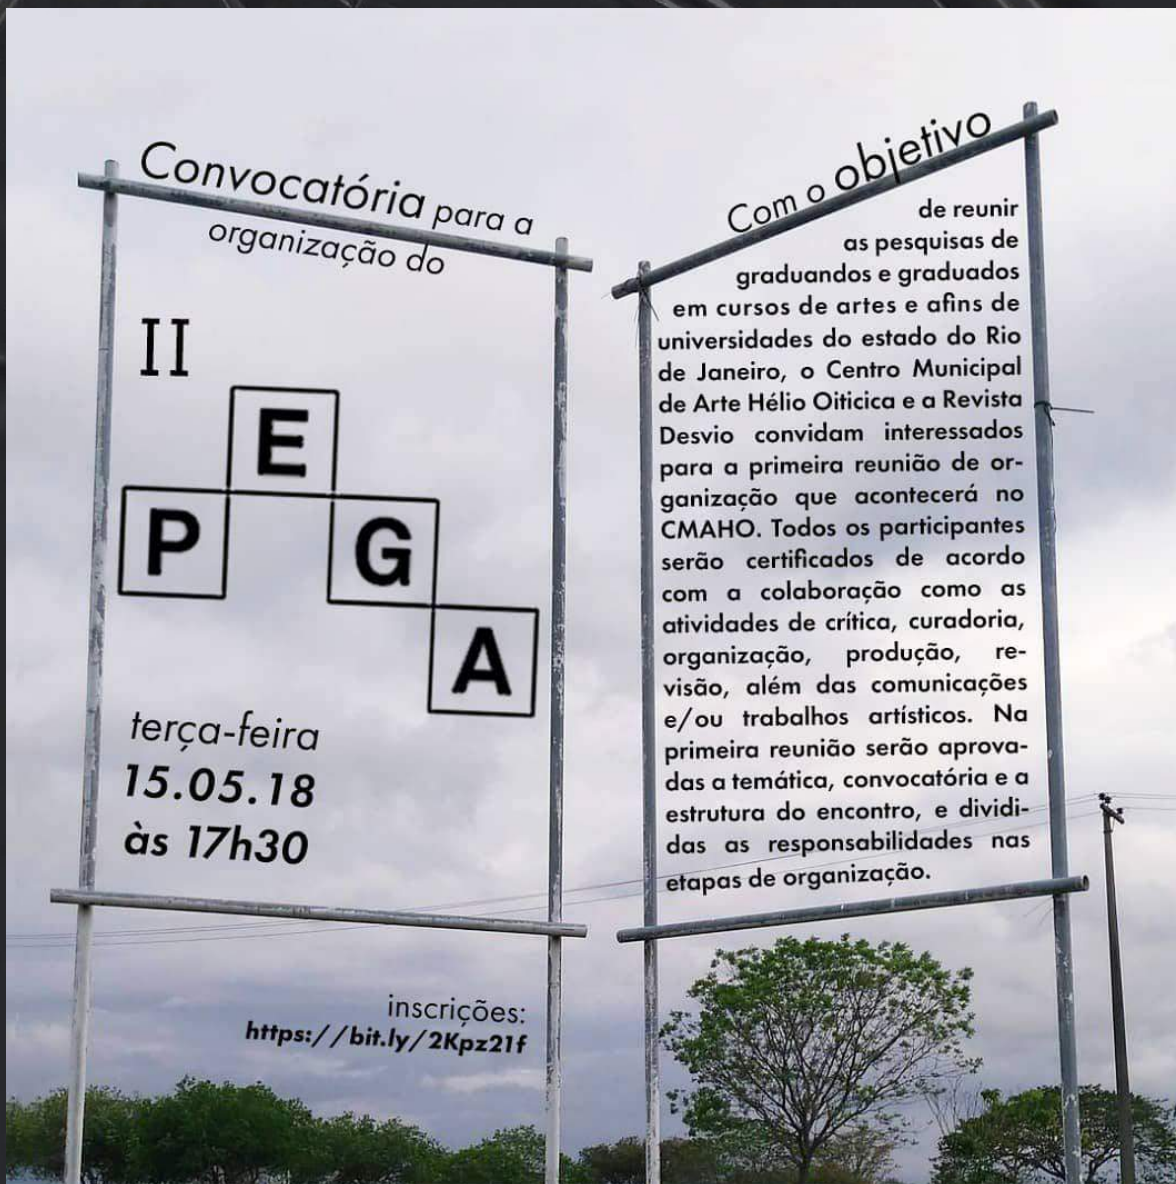 Convocatória para a
organização do
II
E
P G
A
terça-feira
15.05.18
às 17h30
inscrições:
https://bit.ly/2Kpz21f
Com o objetivo
de reunir
as pesquisas de
graduandos e graduados
em cursos de artes e afins de
universidades do estado do Rio
de Janeiro, o Centro Municipal
de Arte Hélio Oiticica e a Revista
Desvio convidam interessados
para a primeira reunião de or-
ganização que acontecerá no
CMAHO. Todos os participantes
serão certificados de acordo
com a colaboração como as
atividades de crítica, curadoria,
organização, produção, re-
visão, além das comunicações
e/ou trabalhos artísticos. Na
primeira reunião serão aprova-
das a temática, convocatória e a
estrutura do encontro, e dividi-
das as responsabilidades nas
etapas de organização.